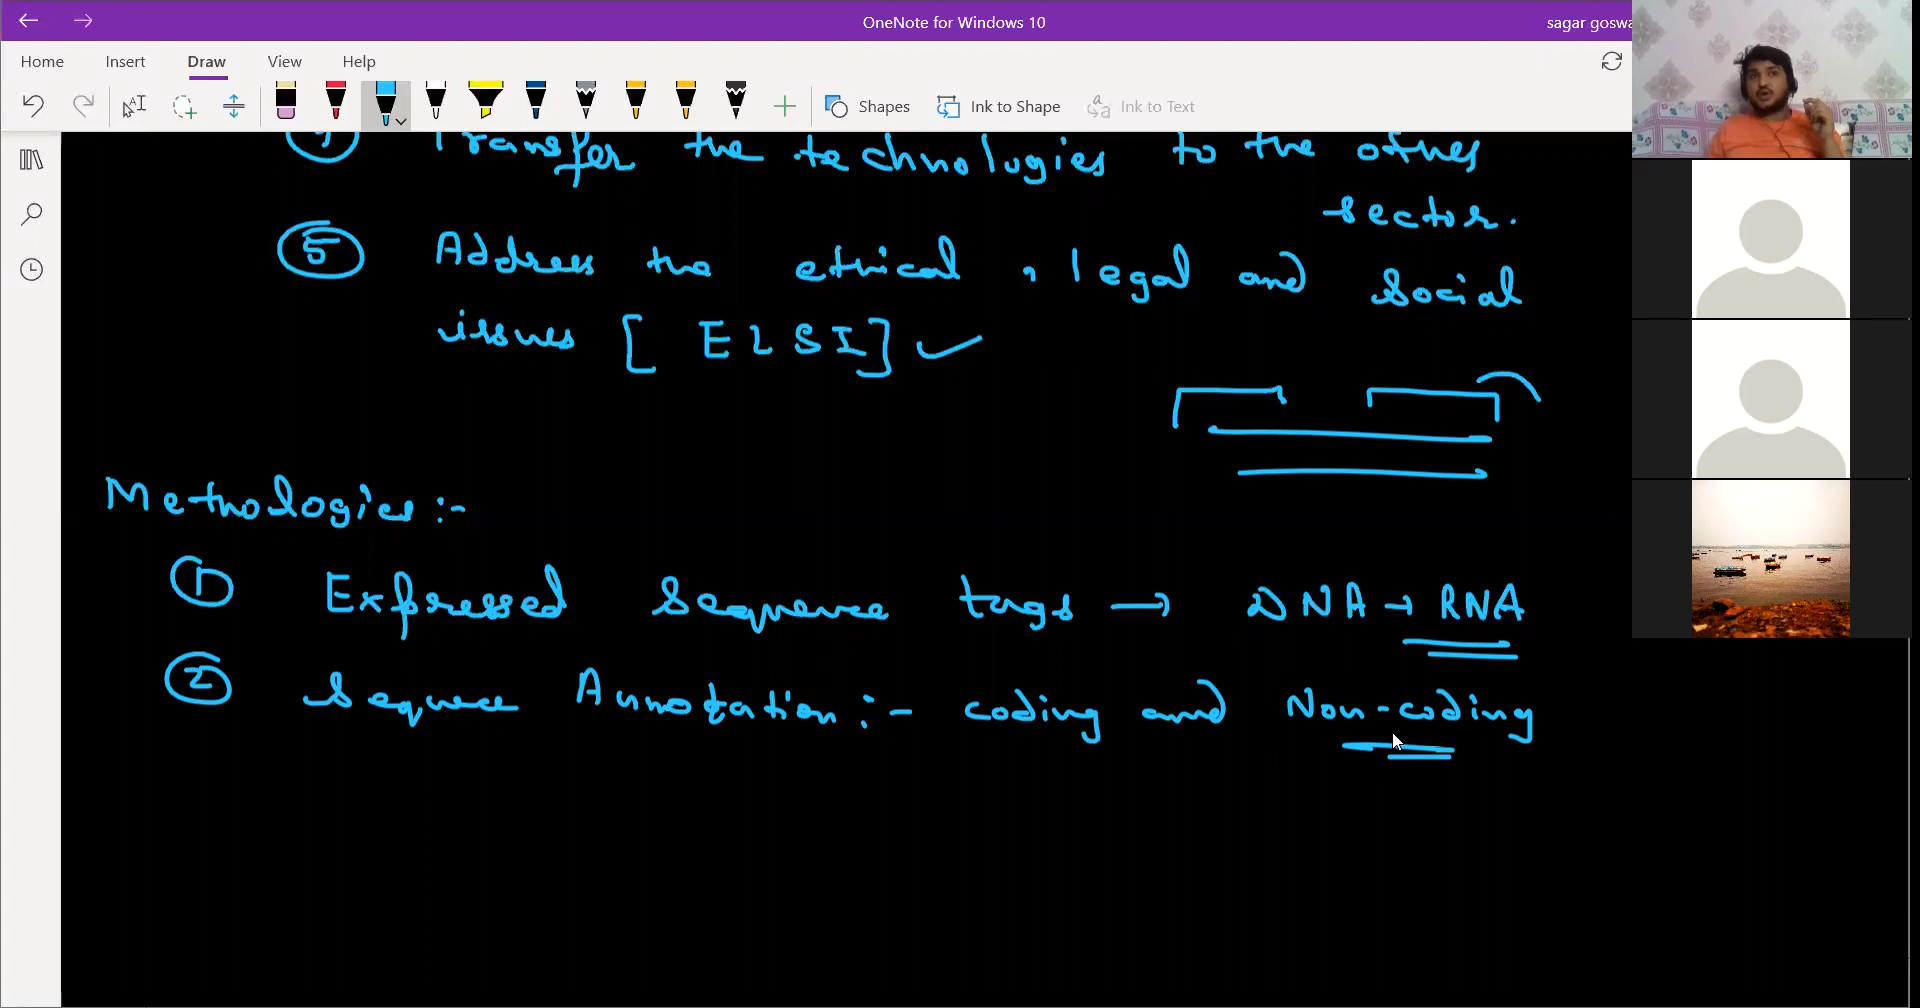 OneNote for Windows 10
sagar goswa
Home Insert Draw View Help
Shapes Ink to Shape Ink to Text
Transfer the technologies to the other
sector.
5 Address the ethical, legal and social
issues [ELSI]
Methologies :-
1 Expressed Sequence tags → DNA → RNA
2 Sequece Annotation :- coding and Non-coding